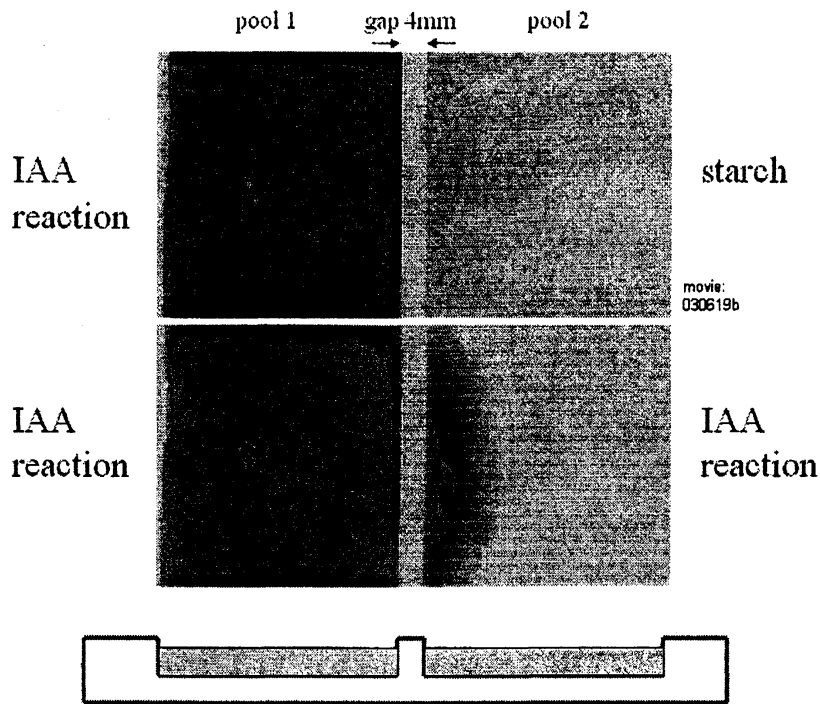 pool 1 gap 4mm pool 2
IAA
reaction
starch
movie:
030619b
IAA
reaction
IAA
reaction